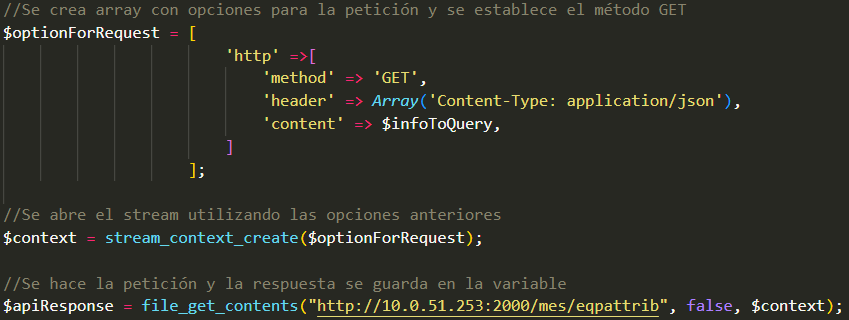 //Se crea array con opciones para la petición y se establece el método GET
$optionForRequest = [
'http' =>[
'method' => 'GET',
'header' => Array('Content-Type: application/json'),
'content' => $infoToQuery,
]
];
//Se abre el stream utilizando las opciones anteriores
$context = stream_context_create($optionForRequest);
//Se hace la petición y la respuesta se guarda en la variable
$apiResponse = file_get_contents("http://10.0.51.253:2000/mes/eqpattrib", false, $context);